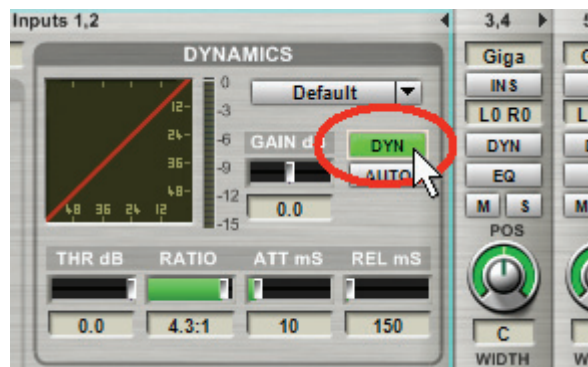 Inputs 1,2
3,4
DYNAMICS
Giga
INS
L0 R0
DYN
EQ
M S
POS
C
WIDTH
0
-3
-6
-9
-12
-15
12-
24-
36-
48-
48 36 24 12
Default
GAIN dB
DYN
AUTO
0.0
THR dB RATIO ATT mS REL mS
0.0 4.3:1 10 150